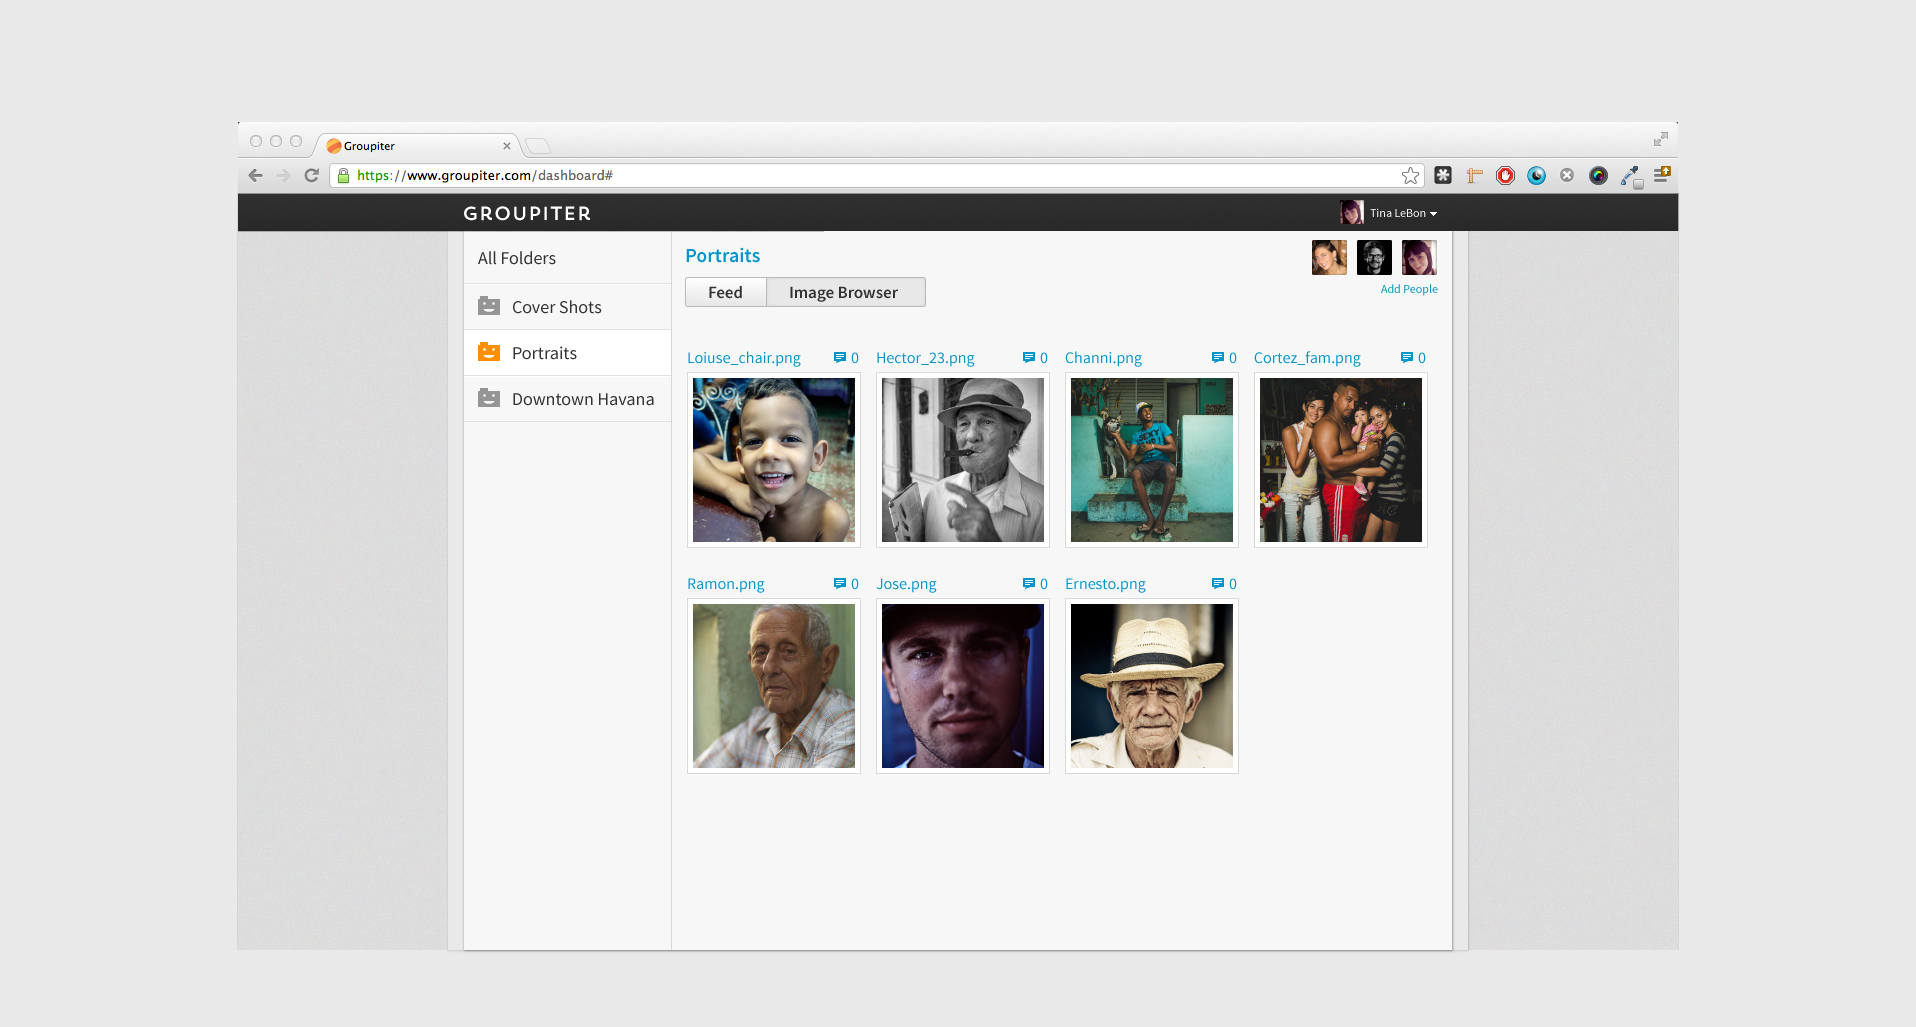 Groupiter
https://www.groupiter.com/dashboard#
GROUPITER
Tina LeBon
All Folders
Cover Shots
Portraits
Downtown Havana
Portraits
Feed
Image Browser
Add People
Loiuse_chair.png 0
Hector_23.png 0
Channi.png 0
Cortez_fam.png 0
Ramon.png 0
Jose.png 0
Ernesto.png 0